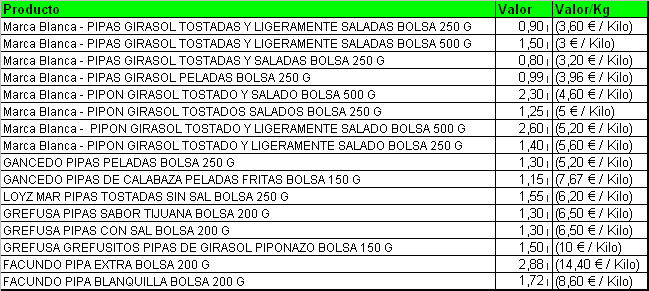 Producto Valor Valor/Kg
Marca Blanca - PIPAS GIRASOL TOSTADAS Y LIGERAMENTE SALADAS BOLSA 250 G 0,90 (3,60 € / Kilo)
Marca Blanca - PIPAS GIRASOL TOSTADAS Y LIGERAMENTE SALADAS BOLSA 500 G 1,50 (3 € / Kilo)
Marca Blanca - PIPAS GIRASOL TOSTADAS Y SALADAS BOLSA 250 G 0,80 (3,20 € / Kilo)
Marca Blanca - PIPAS GIRASOL PELADAS BOLSA 250 G 0,99 (3,96 € / Kilo)
Marca Blanca - PIPON GIRASOL TOSTADO Y SALADO BOLSA 500 G 2,30 (4,60 € / Kilo)
Marca Blanca - PIPON GIRASOL TOSTADOS SALADOS BOLSA 250 G 1,25 (5 € / Kilo)
Marca Blanca - PIPON GIRASOL TOSTADO Y LIGERAMENTE SALADO BOLSA 500 G 2,60 (5,20 € / Kilo)
Marca Blanca - PIPON GIRASOL TOSTADO Y LIGERAMENTE SALADO BOLSA 250 G 1,40 (5,60 € / Kilo)
GANCEDO PIPAS PELADAS BOLSA 250 G 1,30 (5,20 € / Kilo)
GANCEDO PIPAS DE CALABAZA PELADAS FRITAS BOLSA 150 G 1,15 (7,67 € / Kilo)
LOYZ MAR PIPAS TOSTADAS SIN SAL BOLSA 250 G 1,55 (6,20 € / Kilo)
GREFUSA PIPAS SABOR TIJUANA BOLSA 200 G 1,30 (6,50 € / Kilo)
GREFUSA PIPAS CON SAL BOLSA 200 G 1,30 (6,50 € / Kilo)
GREFUSA GREFUSITOS PIPAS DE GIRASOL PIPONAZO BOLSA 150 G 1,50 (10 € / Kilo)
FACUNDO PIPA EXTRA BOLSA 200 G 2,88 (14,40 € / Kilo)
FACUNDO PIPA BLANQUILLA BOLSA 200 G 1,72 (8,60 € / Kilo)